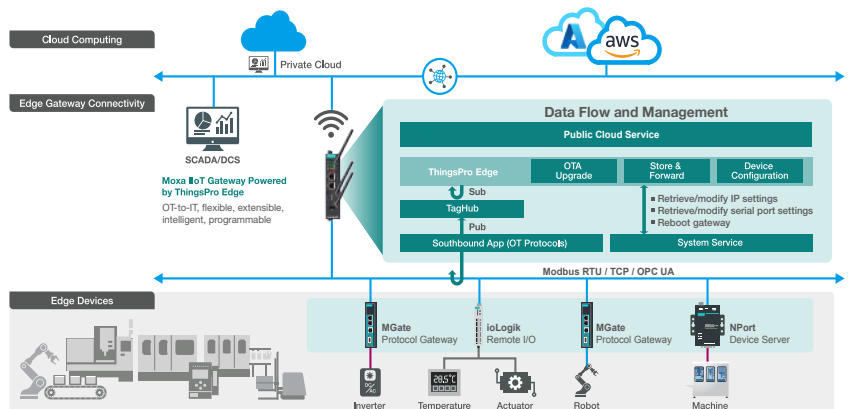 Cloud Computing
Private Cloud
aws
Edge Gateway Connectivity
SCADA/DCS
Moxa IIoT Gateway Powered
by ThingsPro Edge
OT-to-IT, flexible, extensible,
intelligent, programmable
Data Flow and Management
Public Cloud Service
ThingsPro Edge
OTA
Upgrade
Store &
Forward
Device
Configuration
Sub
TagHub
Pub
Southbound App (OT Protocols)
Retrieve/modify IP settings
Retrieve/modify serial port settings
Reboot gateway
System Service
Modbus RTU / TCP / OPC UA
Edge Devices
MGate
Protocol Gateway
ioLogik
Remote I/O
MGate
Protocol Gateway
NPort
Device Server
DC/
AC
28.5°C
Inverter
Temperature
Actuator
Robot
Machine